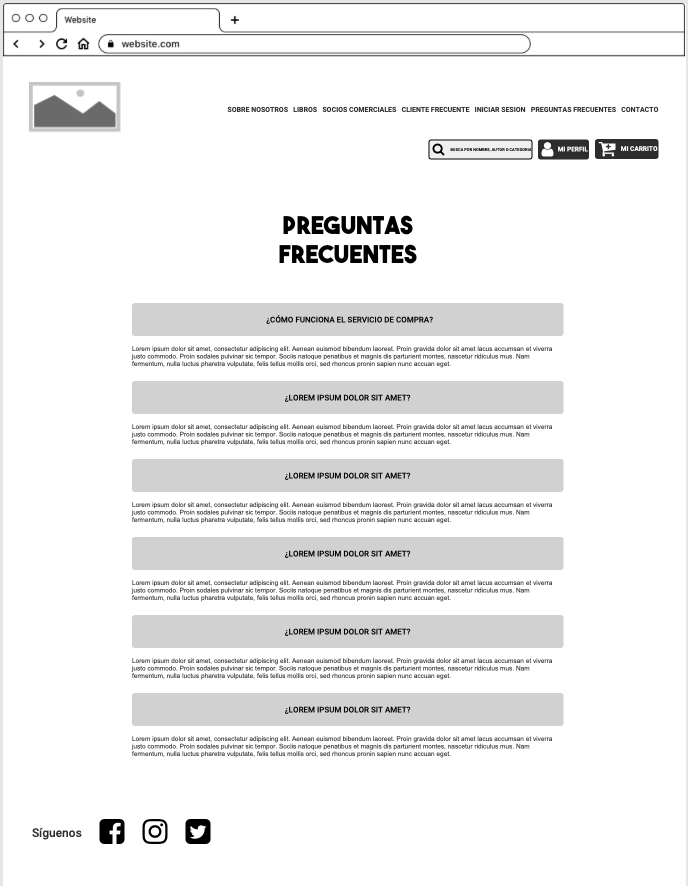 Website
website.com
SOBRE NOSOTROS LIBROS SOCIOS COMERCIALES CLIENTE FRECUENTE INICIAR SESION PREGUNTAS FRECUENTES CONTACTO
BUSCA POR NOMBRE, AUTOR O CATEGORIA MI PERFIL MI CARRITO
PREGUNTAS
FRECUENTES
¿CÓMO FUNCIONA EL SERVICIO DE COMPRA?
Lorem ipsum dolor sit amet, consectetur adipiscing elit. Aenean euismod bibendum laoreet. Proin gravida dolor sit amet lacus accumsan et viverra
justo commodo. Proin sodales pulvinar sic tempor. Sociis natoque penatibus et magnis dis parturient montes, nascetur ridiculus mus. Nam
fermentum, nulla luctus pharetra vulputate, felis tellus mollis orci, sed rhoncus pronin sapien nunc accuan eget.
¿LOREM IPSUM DOLOR SIT AMET?
Lorem ipsum dolor sit amet, consectetur adipiscing elit. Aenean euismod bibendum laoreet. Proin gravida dolor sit amet lacus accumsan et viverra
justo commodo. Proin sodales pulvinar sic tempor. Sociis natoque penatibus et magnis dis parturient montes, nascetur ridiculus mus. Nam
fermentum, nulla luctus pharetra vulputate, felis tellus mollis orci, sed rhoncus pronin sapien nunc accuan eget.
¿LOREM IPSUM DOLOR SIT AMET?
Lorem ipsum dolor sit amet, consectetur adipiscing elit. Aenean euismod bibendum laoreet. Proin gravida dolor sit amet lacus accumsan et viverra
justo commodo. Proin sodales pulvinar sic tempor. Sociis natoque penatibus et magnis dis parturient montes, nascetur ridiculus mus. Nam
fermentum, nulla luctus pharetra vulputate, felis tellus mollis orci, sed rhoncus pronin sapien nunc accuan eget.
¿LOREM IPSUM DOLOR SIT AMET?
Lorem ipsum dolor sit amet, consectetur adipiscing elit. Aenean euismod bibendum laoreet. Proin gravida dolor sit amet lacus accumsan et viverra
justo commodo. Proin sodales pulvinar sic tempor. Sociis natoque penatibus et magnis dis parturient montes, nascetur ridiculus mus. Nam
fermentum, nulla luctus pharetra vulputate, felis tellus mollis orci, sed rhoncus pronin sapien nunc accuan eget.
¿LOREM IPSUM DOLOR SIT AMET?
Lorem ipsum dolor sit amet, consectetur adipiscing elit. Aenean euismod bibendum laoreet. Proin gravida dolor sit amet lacus accumsan et viverra
justo commodo. Proin sodales pulvinar sic tempor. Sociis natoque penatibus et magnis dis parturient montes, nascetur ridiculus mus. Nam
fermentum, nulla luctus pharetra vulputate, felis tellus mollis orci, sed rhoncus pronin sapien nunc accuan eget.
¿LOREM IPSUM DOLOR SIT AMET?
Lorem ipsum dolor sit amet, consectetur adipiscing elit. Aenean euismod bibendum laoreet. Proin gravida dolor sit amet lacus accumsan et viverra
justo commodo. Proin sodales pulvinar sic tempor. Sociis natoque penatibus et magnis dis parturient montes, nascetur ridiculus mus. Nam
fermentum, nulla luctus pharetra vulputate, felis tellus mollis orci, sed rhoncus pronin sapien nunc accuan eget.
Síguenos